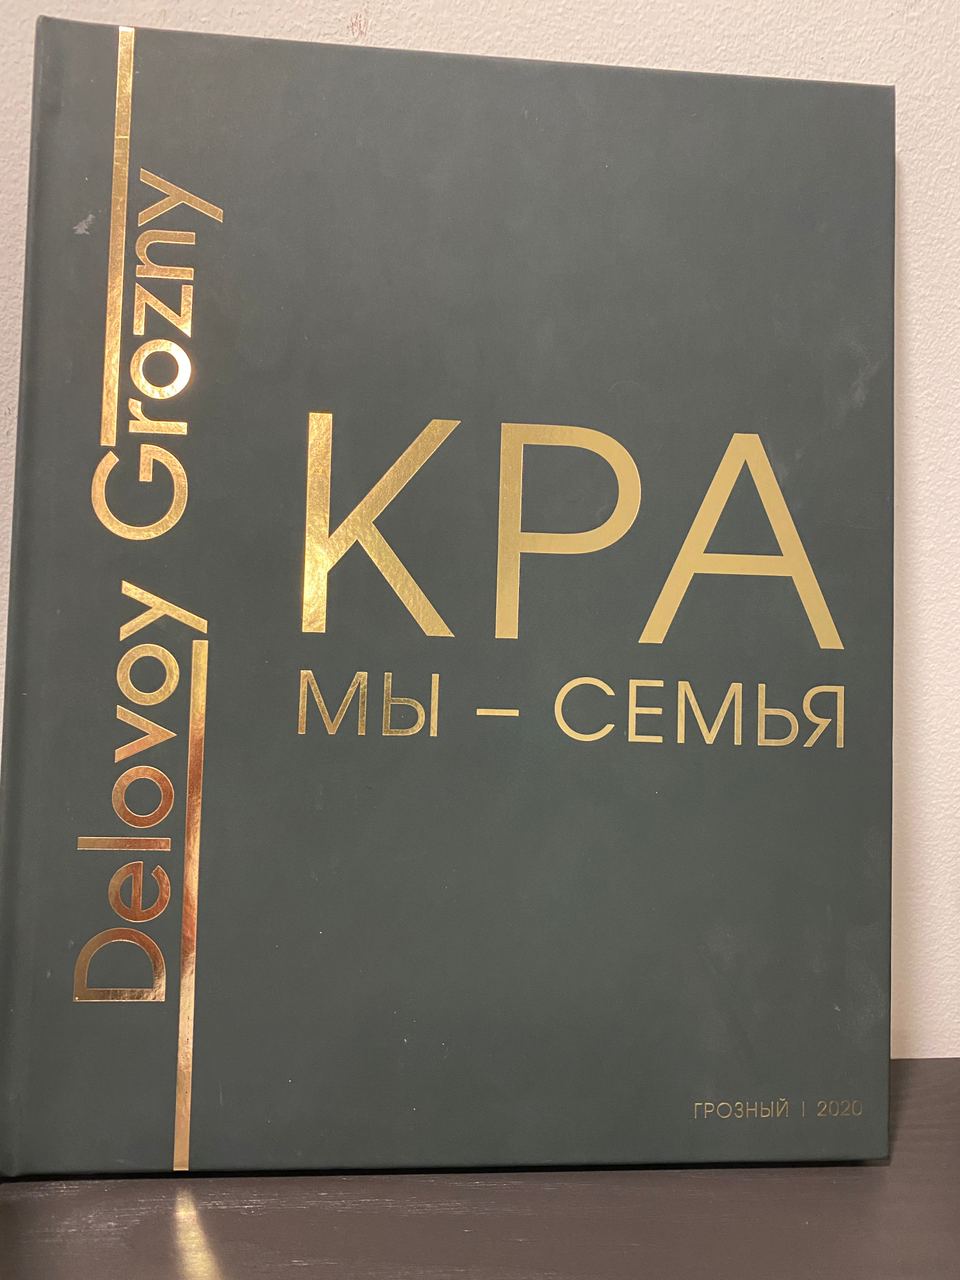 Delovoy Grozny
КРА
МЫ – СЕМЬЯ
ГРОЗНЫЙ | 2020